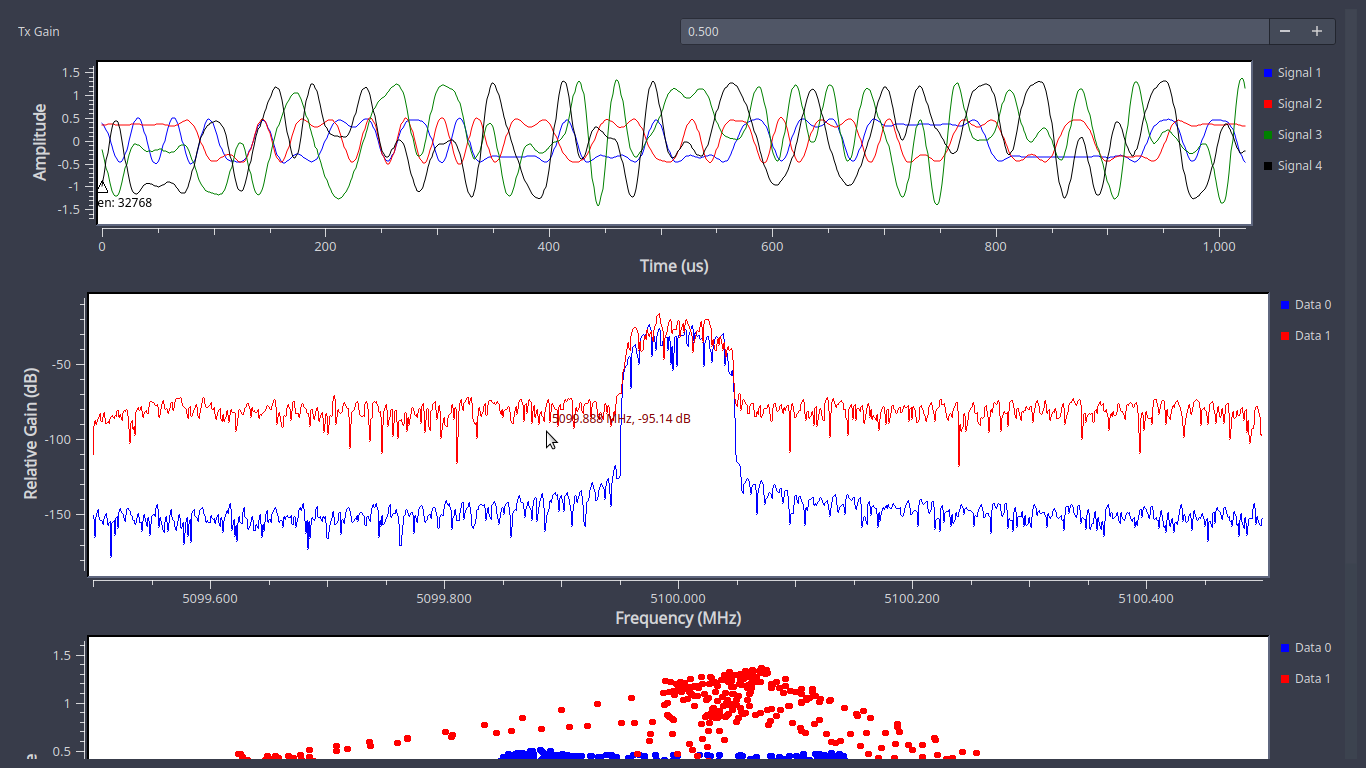 Tx Gain
0.500
1.5
1
0.5
0
-0.5
-1
-1.5
Amplitude
en: 32768
0 200 400 600 800 1,000
Time (us)
Signal 1
Signal 2
Signal 3
Signal 4
-50
-100
-150
Relative Gain (dB)
5099.888 MHz, -95.14 dB
5099.600 5099.800 5100.000 5100.200 5100.400
Frequency (MHz)
Data 0
Data 1
1.5
1
0.5
e
Data 0
Data 1